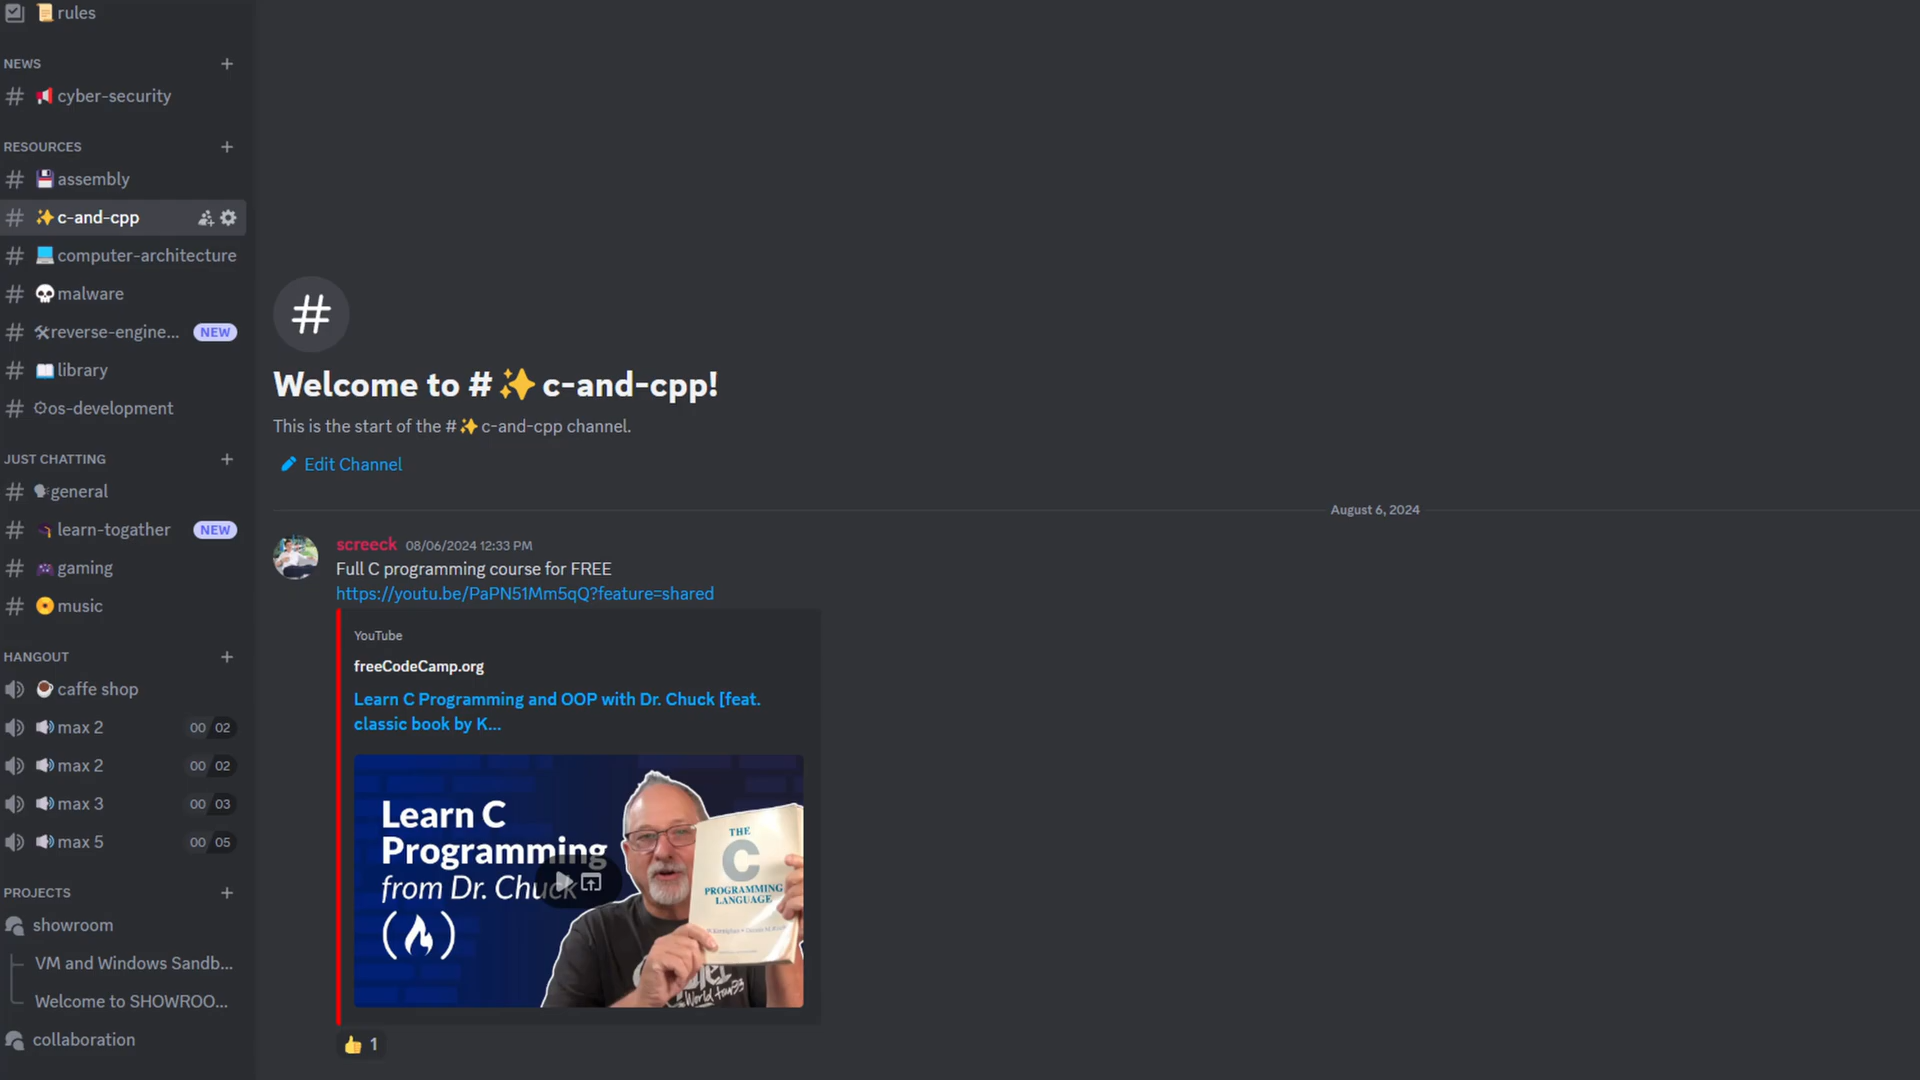 rules
NEWS
cyber-security
RESOURCES
assembly
c-and-cpp
computer-architecture
malware
reverse-engine... NEW
library
os-development
JUST CHATTING
general
learn-togather NEW
gaming
music
HANGOUT
caffe shop
max 2 00 02
max 2 00 02
max 3 00 03
max 5 00 05
PROJECTS
showroom
VM and Windows Sandb...
Welcome to SHOWROO...
collaboration
Welcome to #✨c-and-cpp!
This is the start of the #✨c-and-cpp channel.
Edit Channel
August 6, 2024
screeck 08/06/2024 12:33 PM
Full C programming course for FREE
https://youtu.be/PaPN51Mm5qQ?feature=shared
YouTube
freeCodeCamp.org
Learn C Programming and OOP with Dr. Chuck [feat.
classic book by K...
Learn C
Programming
from Dr. Chuck
THE
C
PROGRAMMING
LANGUAGE
World tour
👍 1